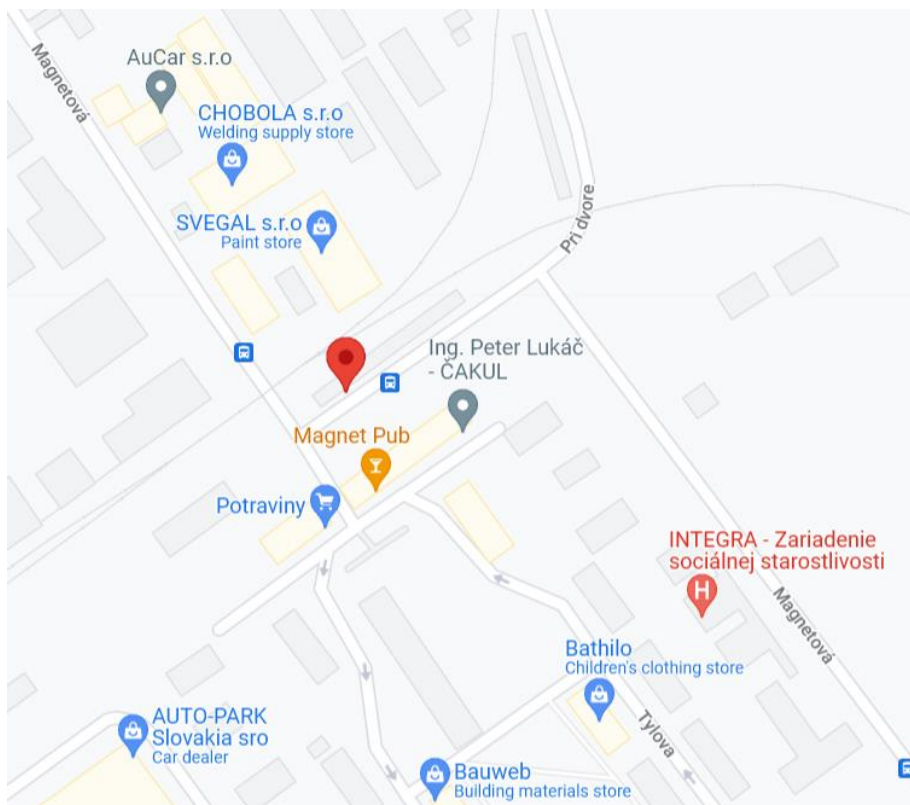 Magnetová
AuCar s.r.o
CHOBOLA s.r.o
Welding supply store
SVEGAL s.r.o
Paint store
Pri dvore
Ing. Peter Lukáč
- ČAKUL
Magnet Pub
Potraviny
INTEGRA - Zariadenie
sociálnej starostlivosti
H
Magnetová
Bathilo
Children's clothing store
Tylova
AUTO-PARK
Slovakia sro
Car dealer
Bauweb
Building materials store